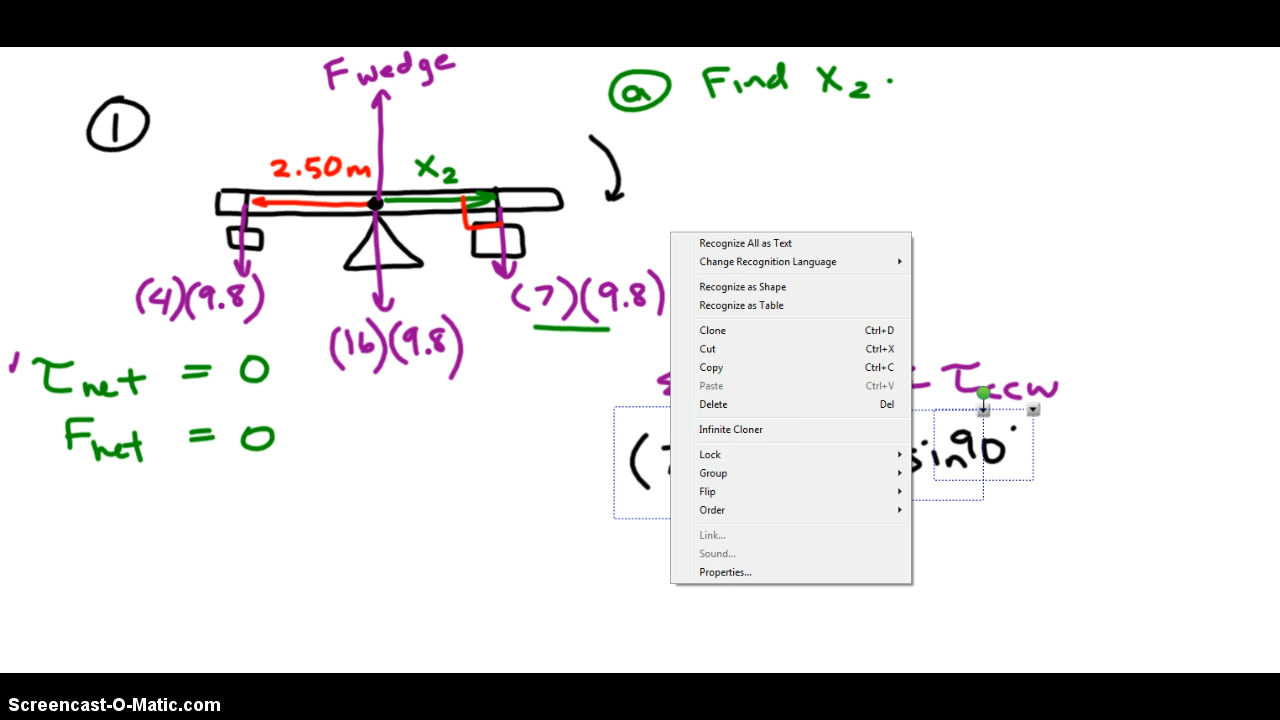 F wedge
ⓐ Find x₂.
①
2.50m x₂
(4)(9.8)
(7)(9.8)
(16)(9.8)
τnet = 0
Fnet = 0
τccw
sin90°
Recognize All as Text
Change Recognition Language
Recognize as Shape
Recognize as Table
Clone Ctrl+D
Cut Ctrl+X
Copy Ctrl+C
Paste Ctrl+V
Delete Del
Infinite Cloner
Lock
Group
Flip
Order
Link...
Sound...
Properties...
Screencast-O-Matic.com